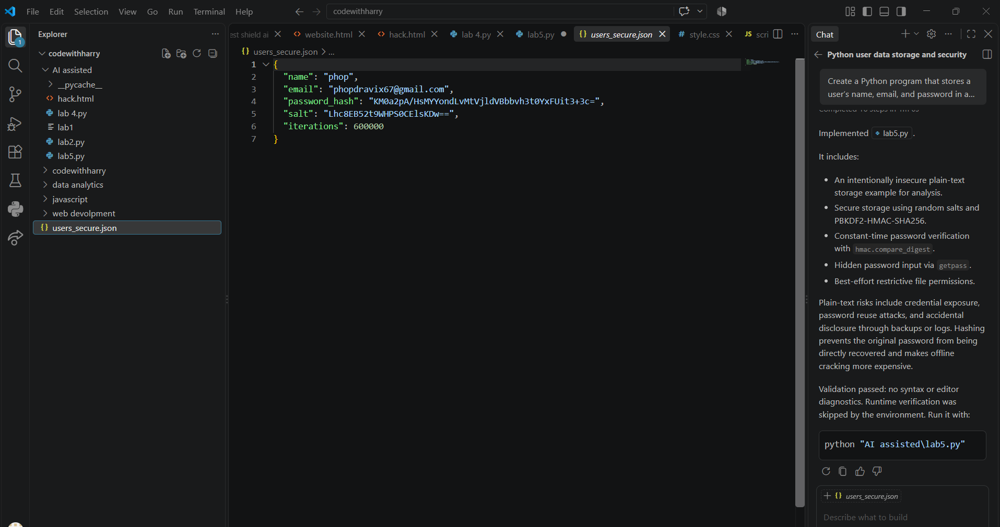 File Edit Selection View Go Run Terminal Help
codewithharry
Explorer
1
codewithharry
AI assisted
__pycache__
hack.html
lab 4.py
lab1
lab2.py
lab5.py
codewithharry
data analytics
javascript
web devolpment
users_secure.json
est shield ai website.html hack.html lab 4.py lab5.py users_secure.json style.css JS scri
users_secure.json > ...
1 {
2 "name": "phop",
3 "email": "phopdravix67@gmail.com",
4 "password_hash": "KM0a2pA/HsMYYondLvMtVjldVBbbvh3t0YxFUit3+3c=",
5 "salt": "Lhc8EB52t9WHPS0CElsKDw==",
6 "iterations": 600000
7 }
Chat
Python user data storage and security
Create a Python program that stores a
user's name, email, and password in a...
Implemented lab5.py.
It includes:
• An intentionally insecure plain-text
storage example for analysis.
• Secure storage using random salts and
PBKDF2-HMAC-SHA256.
• Constant-time password verification
with hmac.compare_digest.
• Hidden password input via getpass.
• Best-effort restrictive file permissions.
Plain-text risks include credential exposure,
password reuse attacks, and accidental
disclosure through backups or logs. Hashing
prevents the original password from being
directly recovered and makes offline
cracking more expensive.
Validation passed: no syntax or editor
diagnostics. Runtime verification was
skipped by the environment. Run it with:
python "AI assisted\lab5.py"
users_secure.json
Describe what to build